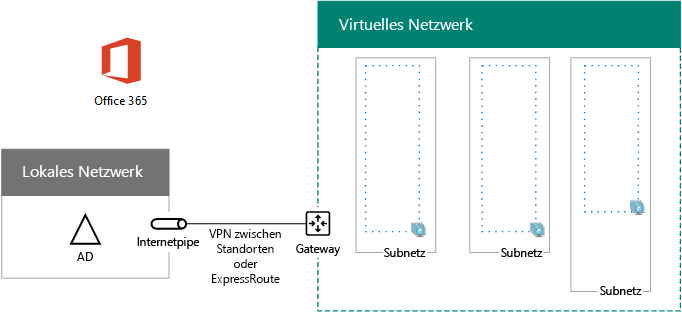 Virtuelles Netzwerk
Office 365
Lokales Netzwerk
AD
Internetpipe
VPN zwischen
Standorten
oder
ExpressRoute
Gateway
Subnetz
Subnetz
Subnetz